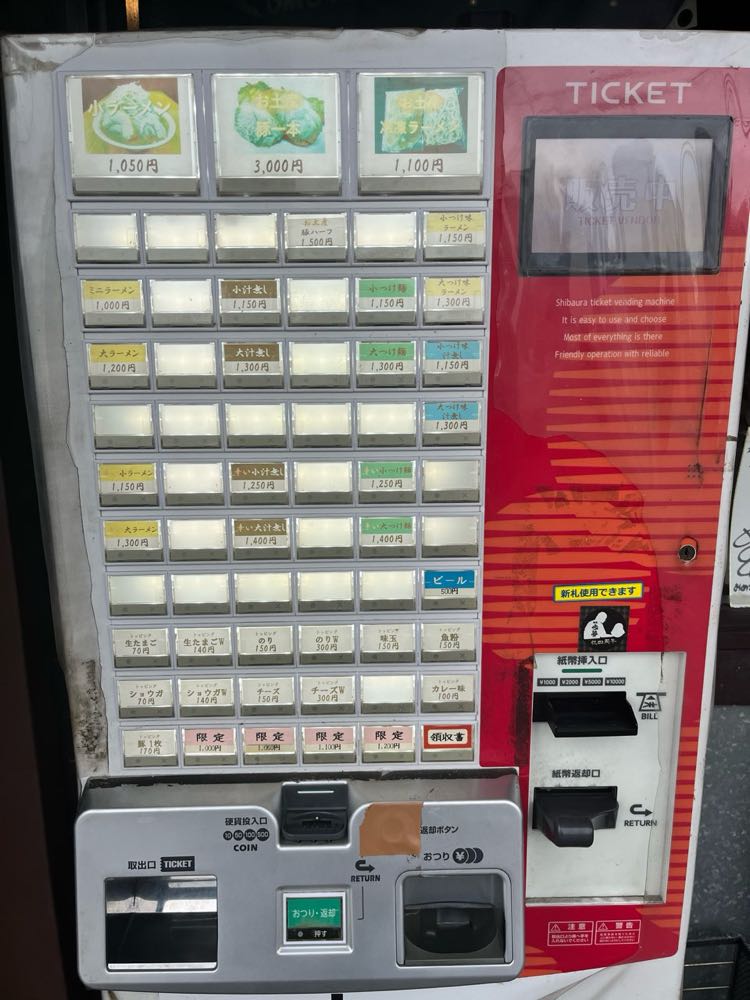 TICKET
小ラーメン
1,050円
お土産
豚一本
3,000円
お土産
冷凍ラーメン
1,100円
販売中
TICKET VENDOR
お土産
豚ハーフ
1,500円
小つけ味
ラーメン
1,150円
Shibaura ticket vending machine
It is easy to use and choose
Most of everything is there
Friendly operation with reliable
ミニラーメン
1,000円
小汁無し
1,150円
小つけ麺
1,150円
大つけ味
ラーメン
1,300円
大ラーメン
1,200円
大汁無し
1,300円
大つけ麺
1,300円
小つけ味
汁無し
1,150円
大つけ味
汁無し
1,300円
小ラーメン
1,150円
辛い小汁無し
1,250円
辛い小つけ麺
1,250円
大ラーメン
1,300円
辛い大汁無し
1,400円
辛い大つけ麺
1,400円
ビール
600円
新札使用できます
トッピング
生たまご
70円
トッピング
生たまごW
140円
トッピング
のり
150円
トッピング
のりW
300円
トッピング
味玉
150円
トッピング
魚粉
150円
トッピング
ショウガ
70円
トッピング
ショウガW
140円
トッピング
チーズ
150円
トッピング
チーズW
300円
トッピング
カレー味
100円
トッピング
豚1枚
170円
限定
1,000円
限定
限定
1,100円
限定
1,200円
領収書
紙幣挿入口
¥1000 ¥2000 ¥5000 ¥10000
BILL
紙幣返却口
RETURN
硬貨投入口
10 50 100 500
COIN
返却ボタン
おつり
取出口 TICKET
RETURN
おつり・返却
押す
注意
警告